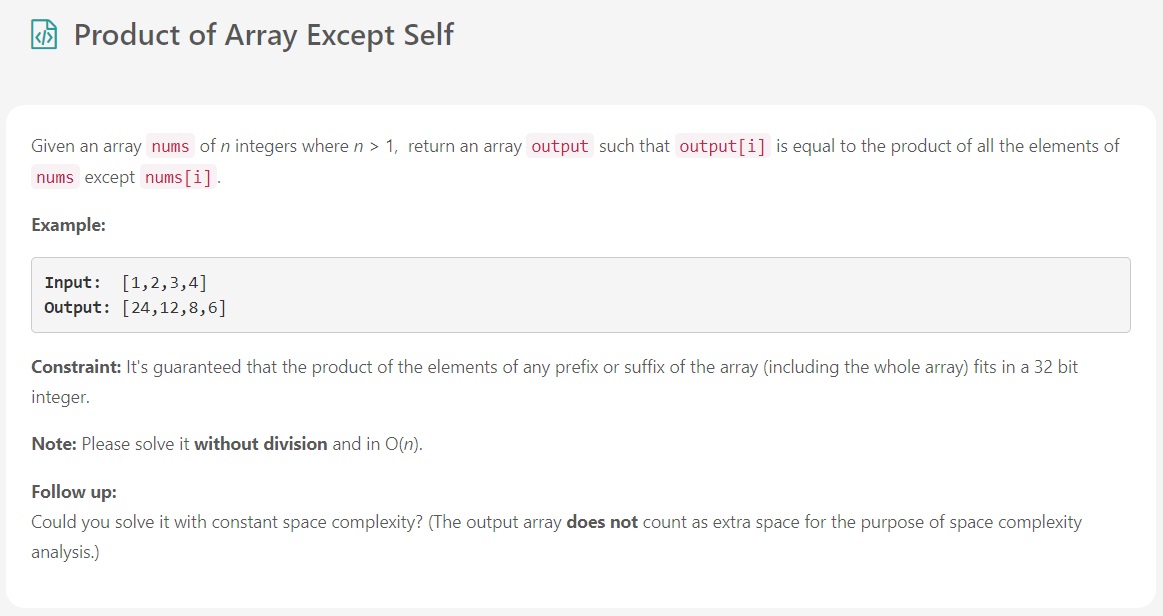 Product of Array Except Self
Given an array nums of n integers where n > 1,  return an array output such that output[i] is equal to the product of all the elements of
nums except nums[i].
Example:
Input:  [1,2,3,4]
Output: [24,12,8,6]
Constraint: It's guaranteed that the product of the elements of any prefix or suffix of the array (including the whole array) fits in a 32 bit
integer.
Note: Please solve it without division and in O(n).
Follow up:
Could you solve it with constant space complexity? (The output array does not count as extra space for the purpose of space complexity
analysis.)